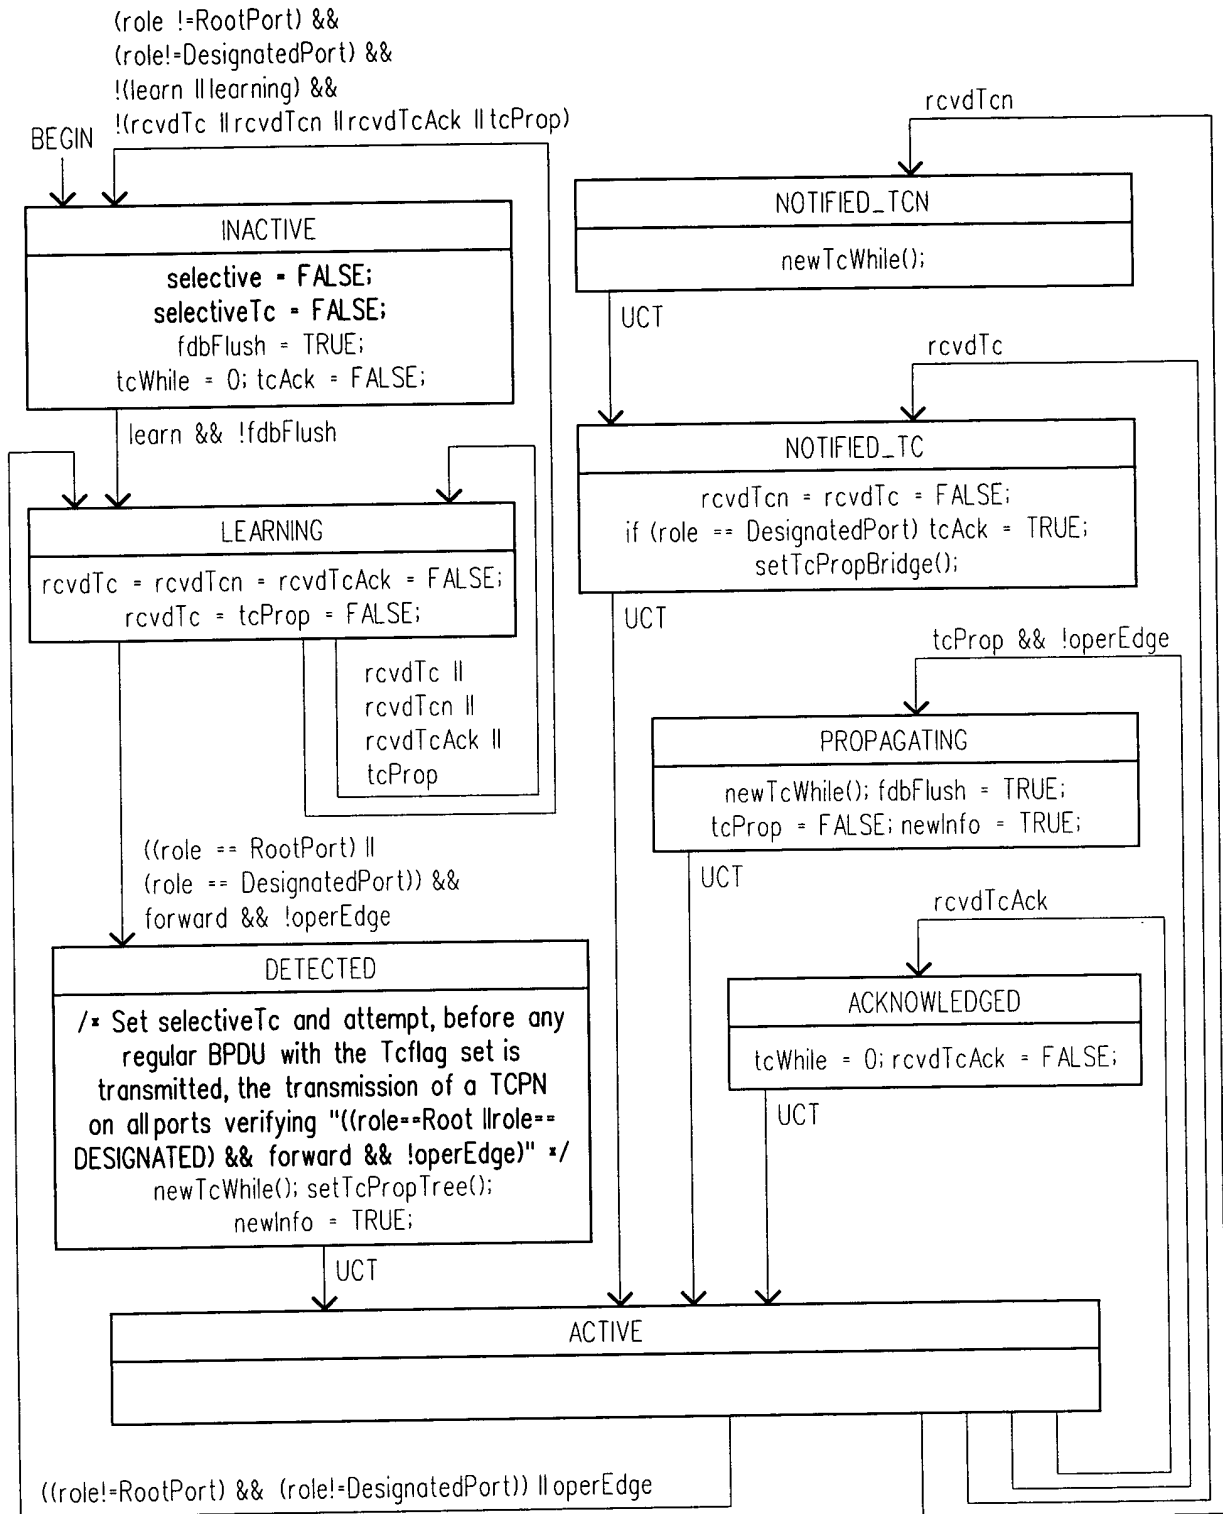 (role !=RootPort) &&
(role!=DesignatedPort) &&
!(learn ||learning) &&
!(rcvdTc ||rcvdTcn ||rcvdTcAck ||tcProp)
BEGIN
INACTIVE
selective = FALSE;
selectiveTc = FALSE;
fdbFlush = TRUE;
tcWhile = 0; tcAck = FALSE;
learn && !fdbFlush
LEARNING
rcvdTc = rcvdTcn = rcvdTcAck = FALSE;
rcvdTc = tcProp = FALSE;
rcvdTc ||
rcvdTcn ||
rcvdTcAck ||
tcProp
((role == RootPort) ||
(role == DesignatedPort)) &&
forward && !operEdge
DETECTED
/* Set selectiveTc and attempt, before any
regular BPDU with the Tcflag set is
transmitted, the transmission of a TCPN
on all ports verifying "((role==Root ||role==
DESIGNATED) && forward && !operEdge)" */
newTcWhile(); setTcPropTree();
newInfo = TRUE;
UCT
rcvdTcn
NOTIFIED_TCN
newTcWhile();
UCT
rcvdTc
NOTIFIED_TC
rcvdTcn = rcvdTc = FALSE;
if (role == DesignatedPort) tcAck = TRUE;
setTcPropBridge();
UCT
tcProp && !operEdge
PROPAGATING
newTcWhile(); fdbFlush = TRUE;
tcProp = FALSE; newInfo = TRUE;
UCT
rcvdTcAck
ACKNOWLEDGED
tcWhile = 0; rcvdTcAck = FALSE;
UCT
ACTIVE
((role!=RootPort) && (role!=DesignatedPort)) ||operEdge